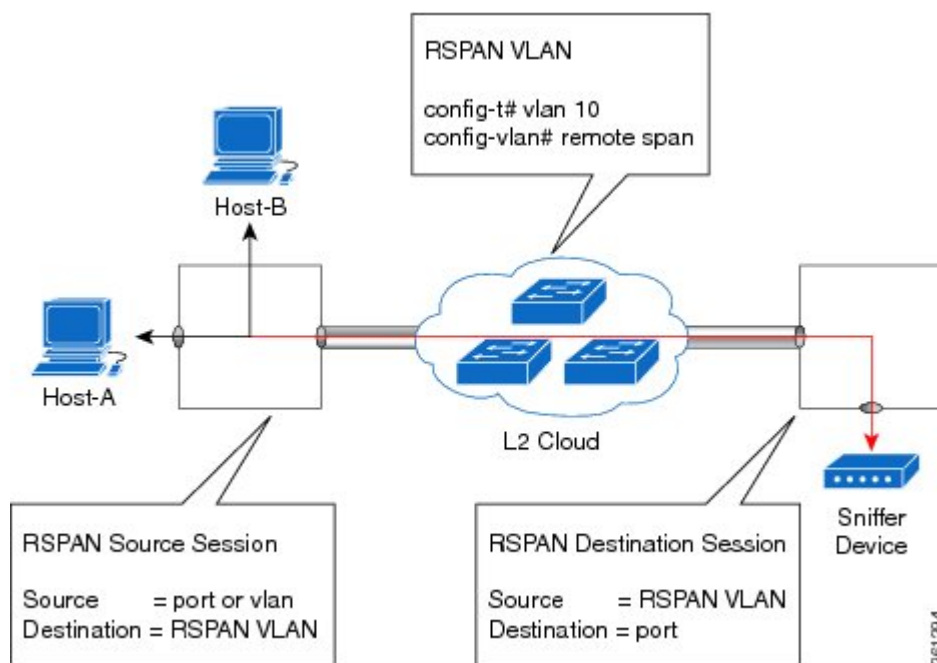 RSPAN VLAN
config-t# vlan 10
config-vlan# remote span
Host-B
Host-A
L2 Cloud
Sniffer
Device
RSPAN Source Session
Source = port or vlan
Destination = RSPAN VLAN
RSPAN Destination Session
Source = RSPAN VLAN
Destination = port